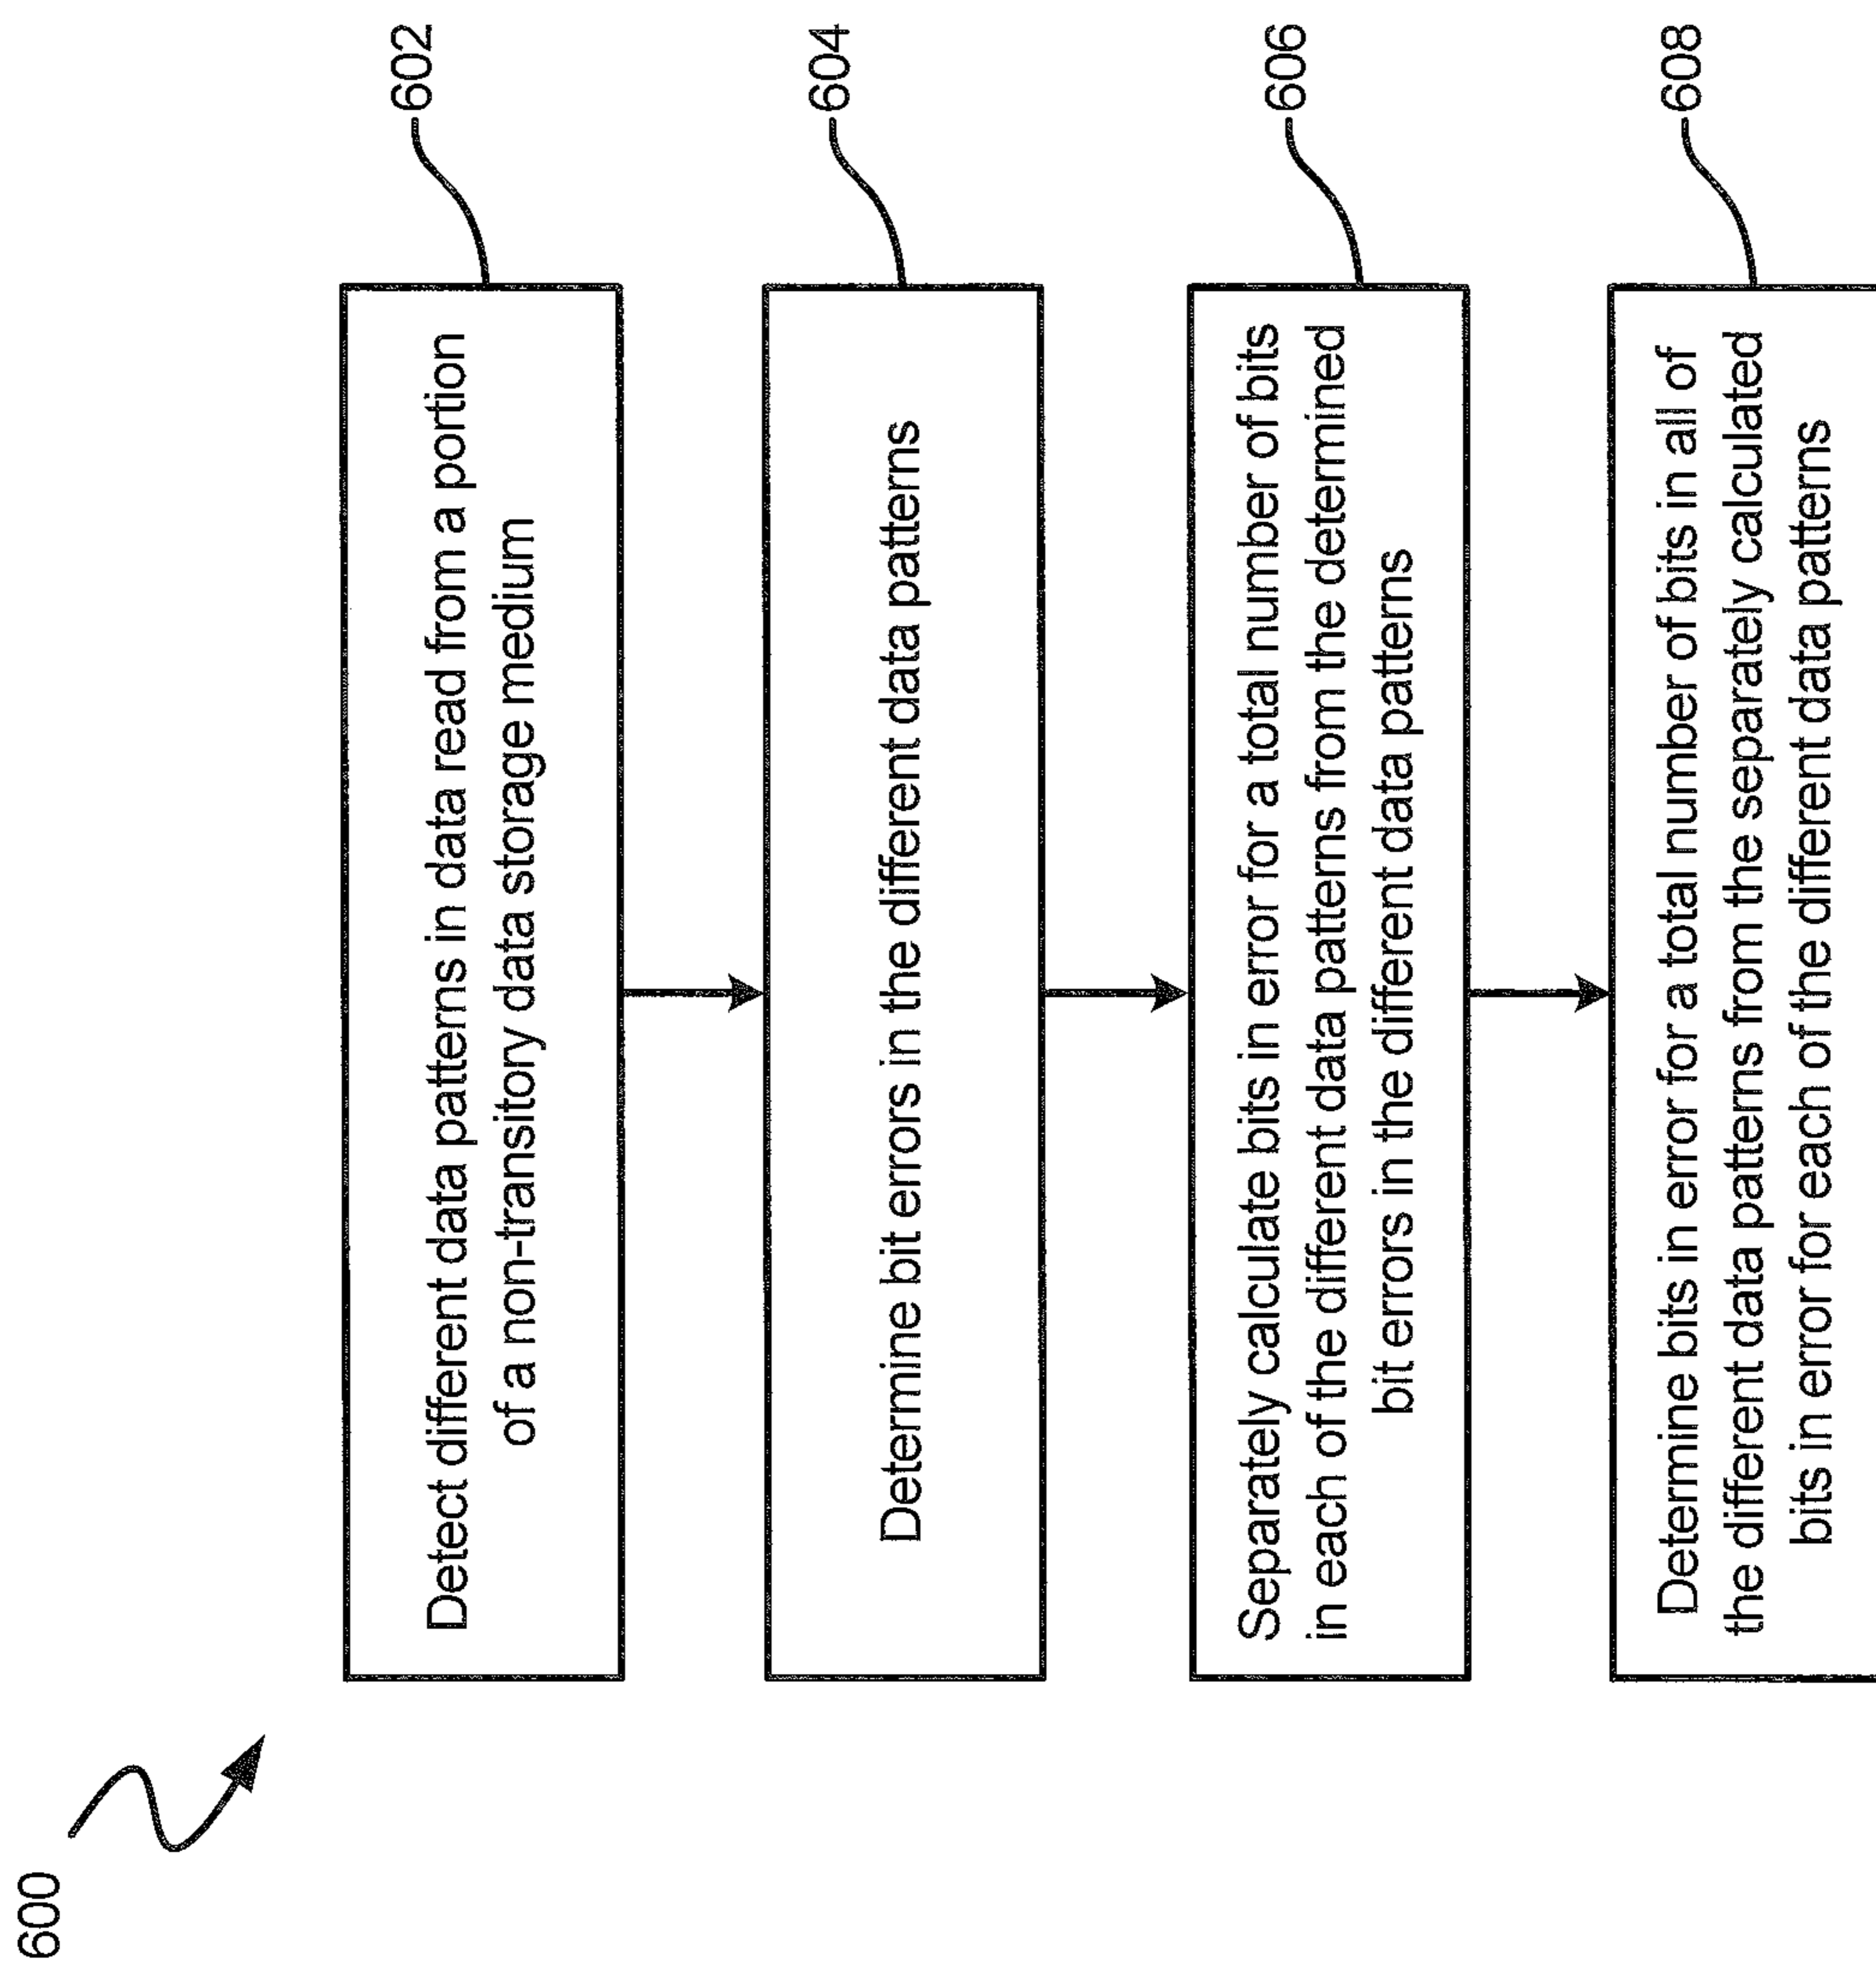 600
602
Detect different data patterns in data read from a portion
of a non-transitory data storage medium
604
Determine bit errors in the different data patterns
606
Separately calculate bits in error for a total number of bits
in each of the different data patterns from the determined
bit errors in the different data patterns
608
Determine bits in error for a total number of bits in all of
the different data patterns from the separately calculated
bits in error for each of the different data patterns